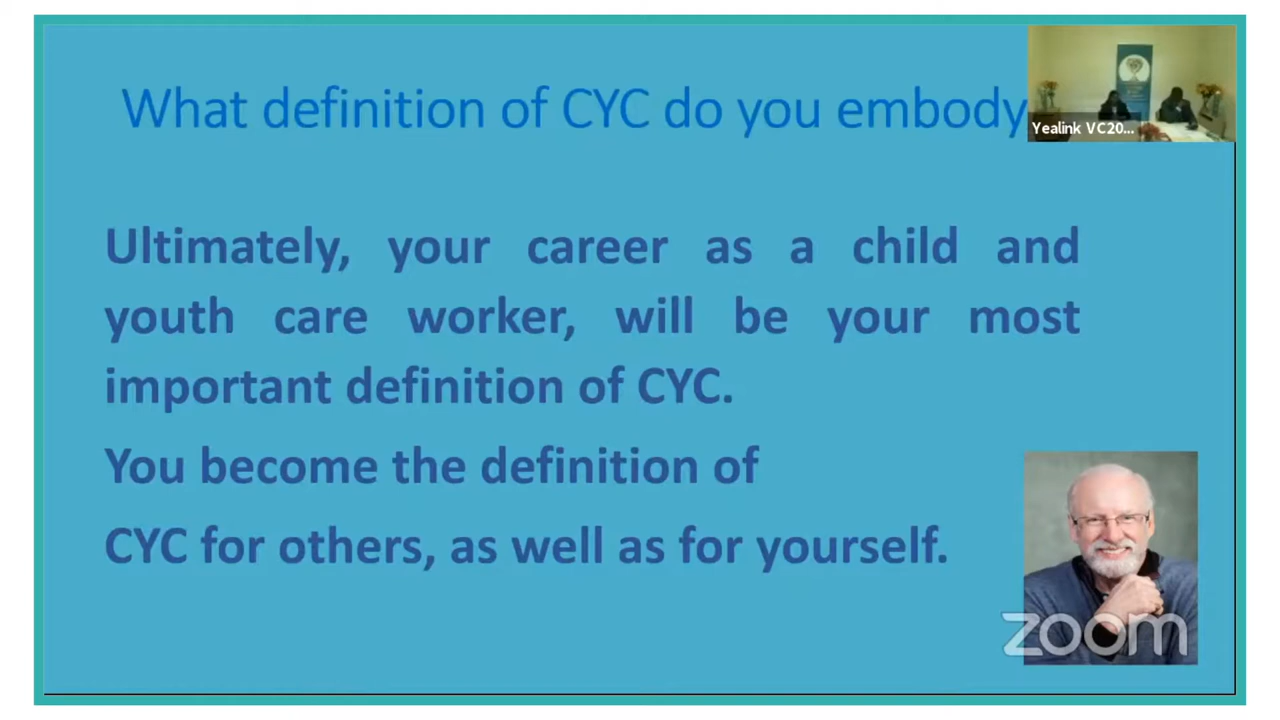 What definition of CYC do you embody
Yealink VC20...
Ultimately, your career as a child and
youth care worker, will be your most
important definition of CYC.
You become the definition of
CYC for others, as well as for yourself.
zoom